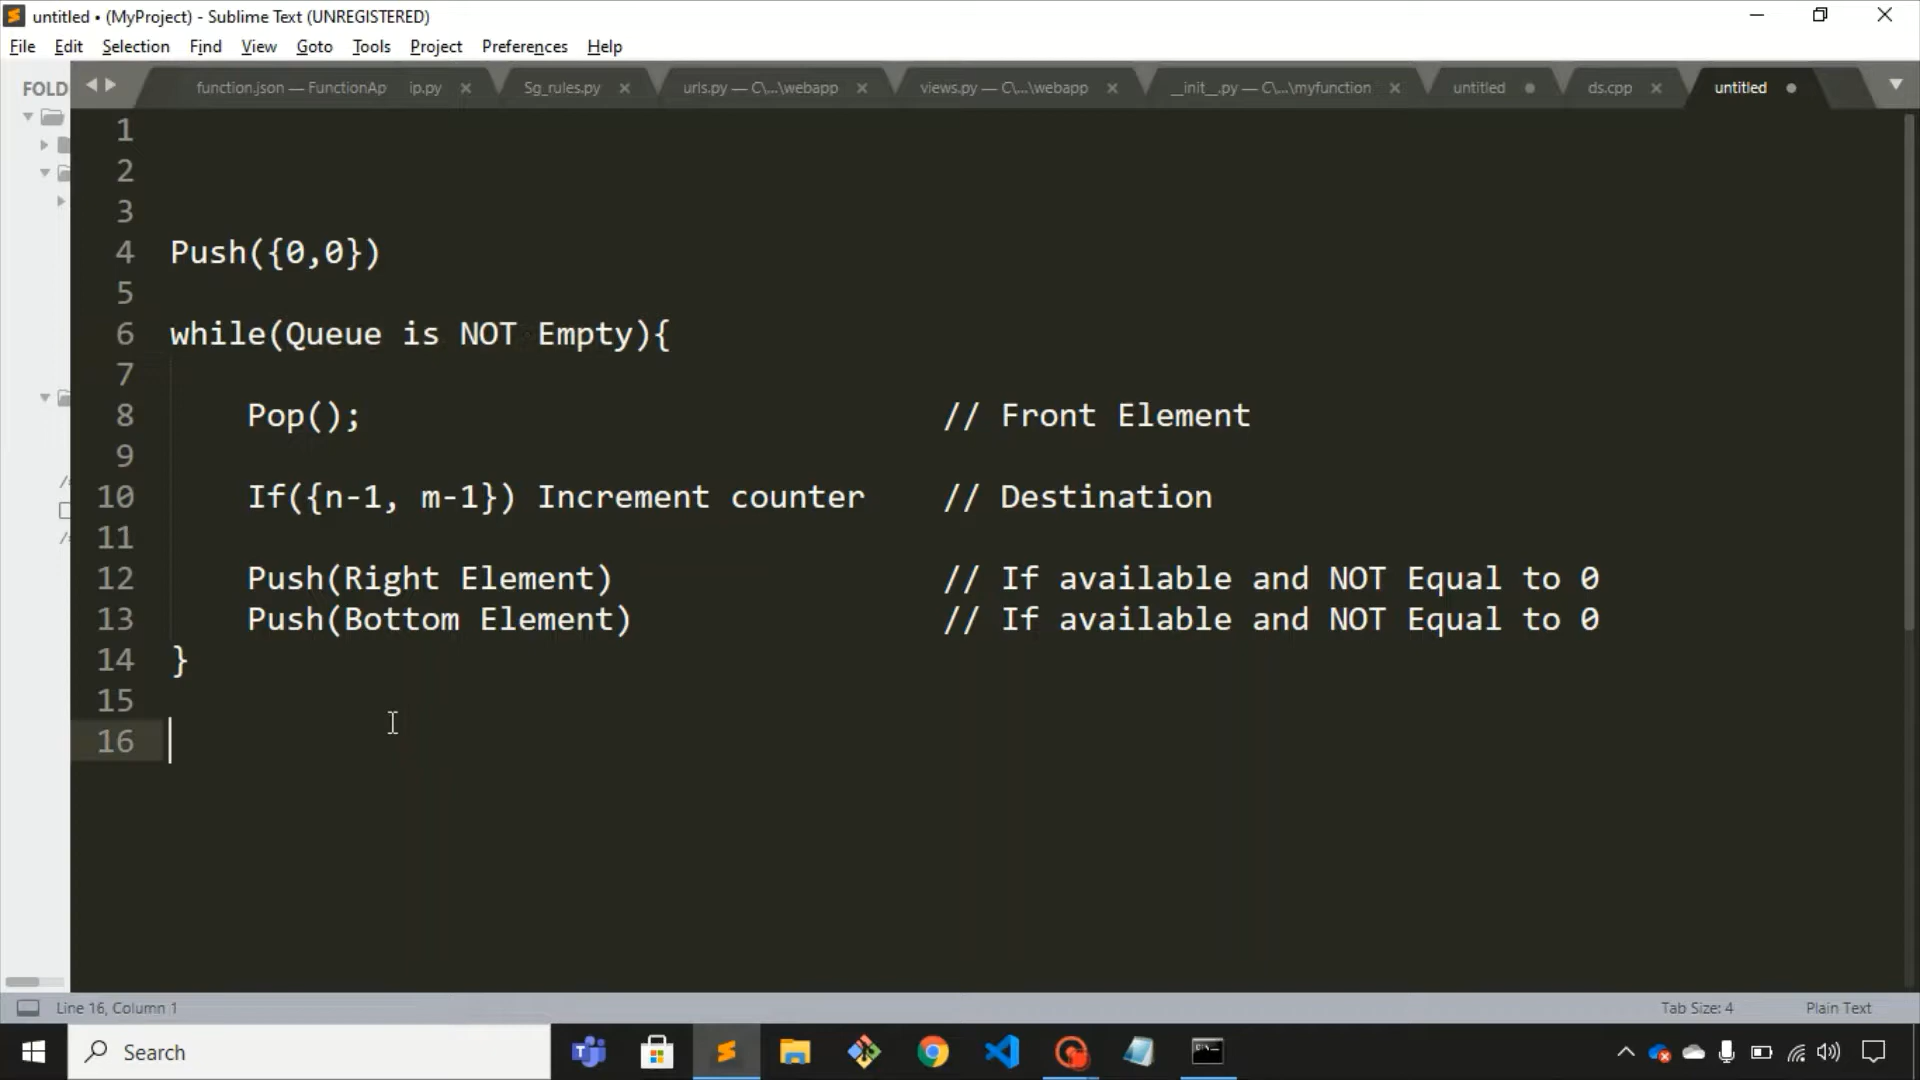 untitled • (MyProject) - Sublime Text (UNREGISTERED)
File Edit Selection Find View Goto Tools Project Preferences Help
FOLD
function.json — FunctionAp ip.py × Sg_rules.py × urls.py — C\...\webapp × views.py — C\...\webapp × __init__.py — C\...\myfunction × untitled • ds.cpp × untitled •
1
2
3
4 Push({0,0})
5
6 while(Queue is NOT Empty){
7
8 Pop(); // Front Element
9
10 If({n-1, m-1}) Increment counter // Destination
11
12 Push(Right Element) // If available and NOT Equal to 0
13 Push(Bottom Element) // If available and NOT Equal to 0
14 }
15
16
Line 16, Column 1 Tab Size: 4 Plain Text
Search